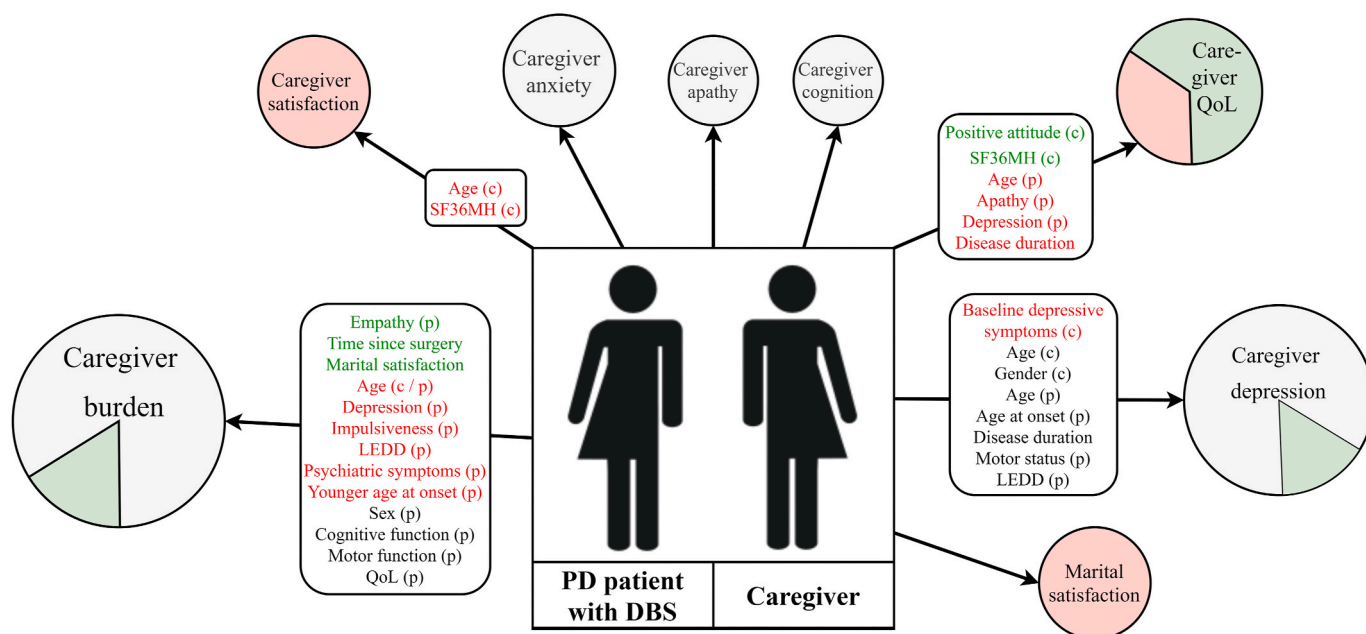 Caregiver
satisfaction
Caregiver
anxiety
Caregiver
apathy
Caregiver
cognition
Care-
giver
QoL
Age (c)
SF36MH (c)
Positive attitude (c)
SF36MH (c)
Age (p)
Apathy (p)
Depression (p)
Disease duration
Caregiver
burden
Empathy (p)
Time since surgery
Marital satisfaction
Age (c / p)
Depression (p)
Impulsiveness (p)
LEDD (p)
Psychiatric symptoms (p)
Younger age at onset (p)
Sex (p)
Cognitive function (p)
Motor function (p)
QoL (p)
Baseline depressive
symptoms (c)
Age (c)
Gender (c)
Age (p)
Age at onset (p)
Disease duration
Motor status (p)
LEDD (p)
Caregiver
depression
PD patient
with DBS
Caregiver
Marital
satisfaction